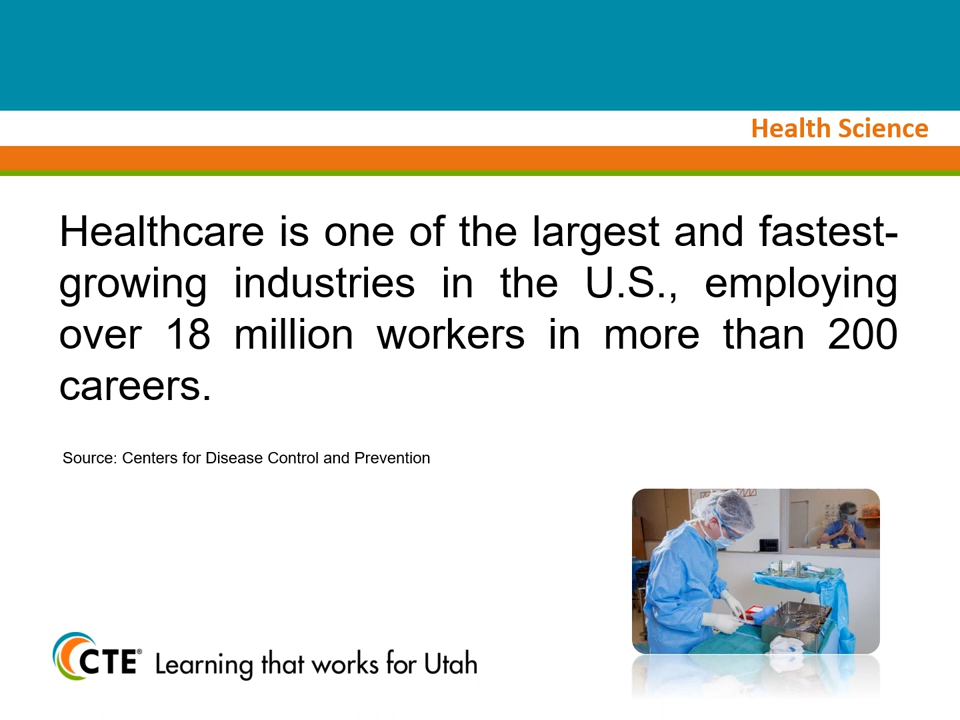 Health Science
Healthcare is one of the largest and fastest-
growing industries in the U.S., employing
over 18 million workers in more than 200
careers.
Source: Centers for Disease Control and Prevention
CTE® Learning that works for Utah